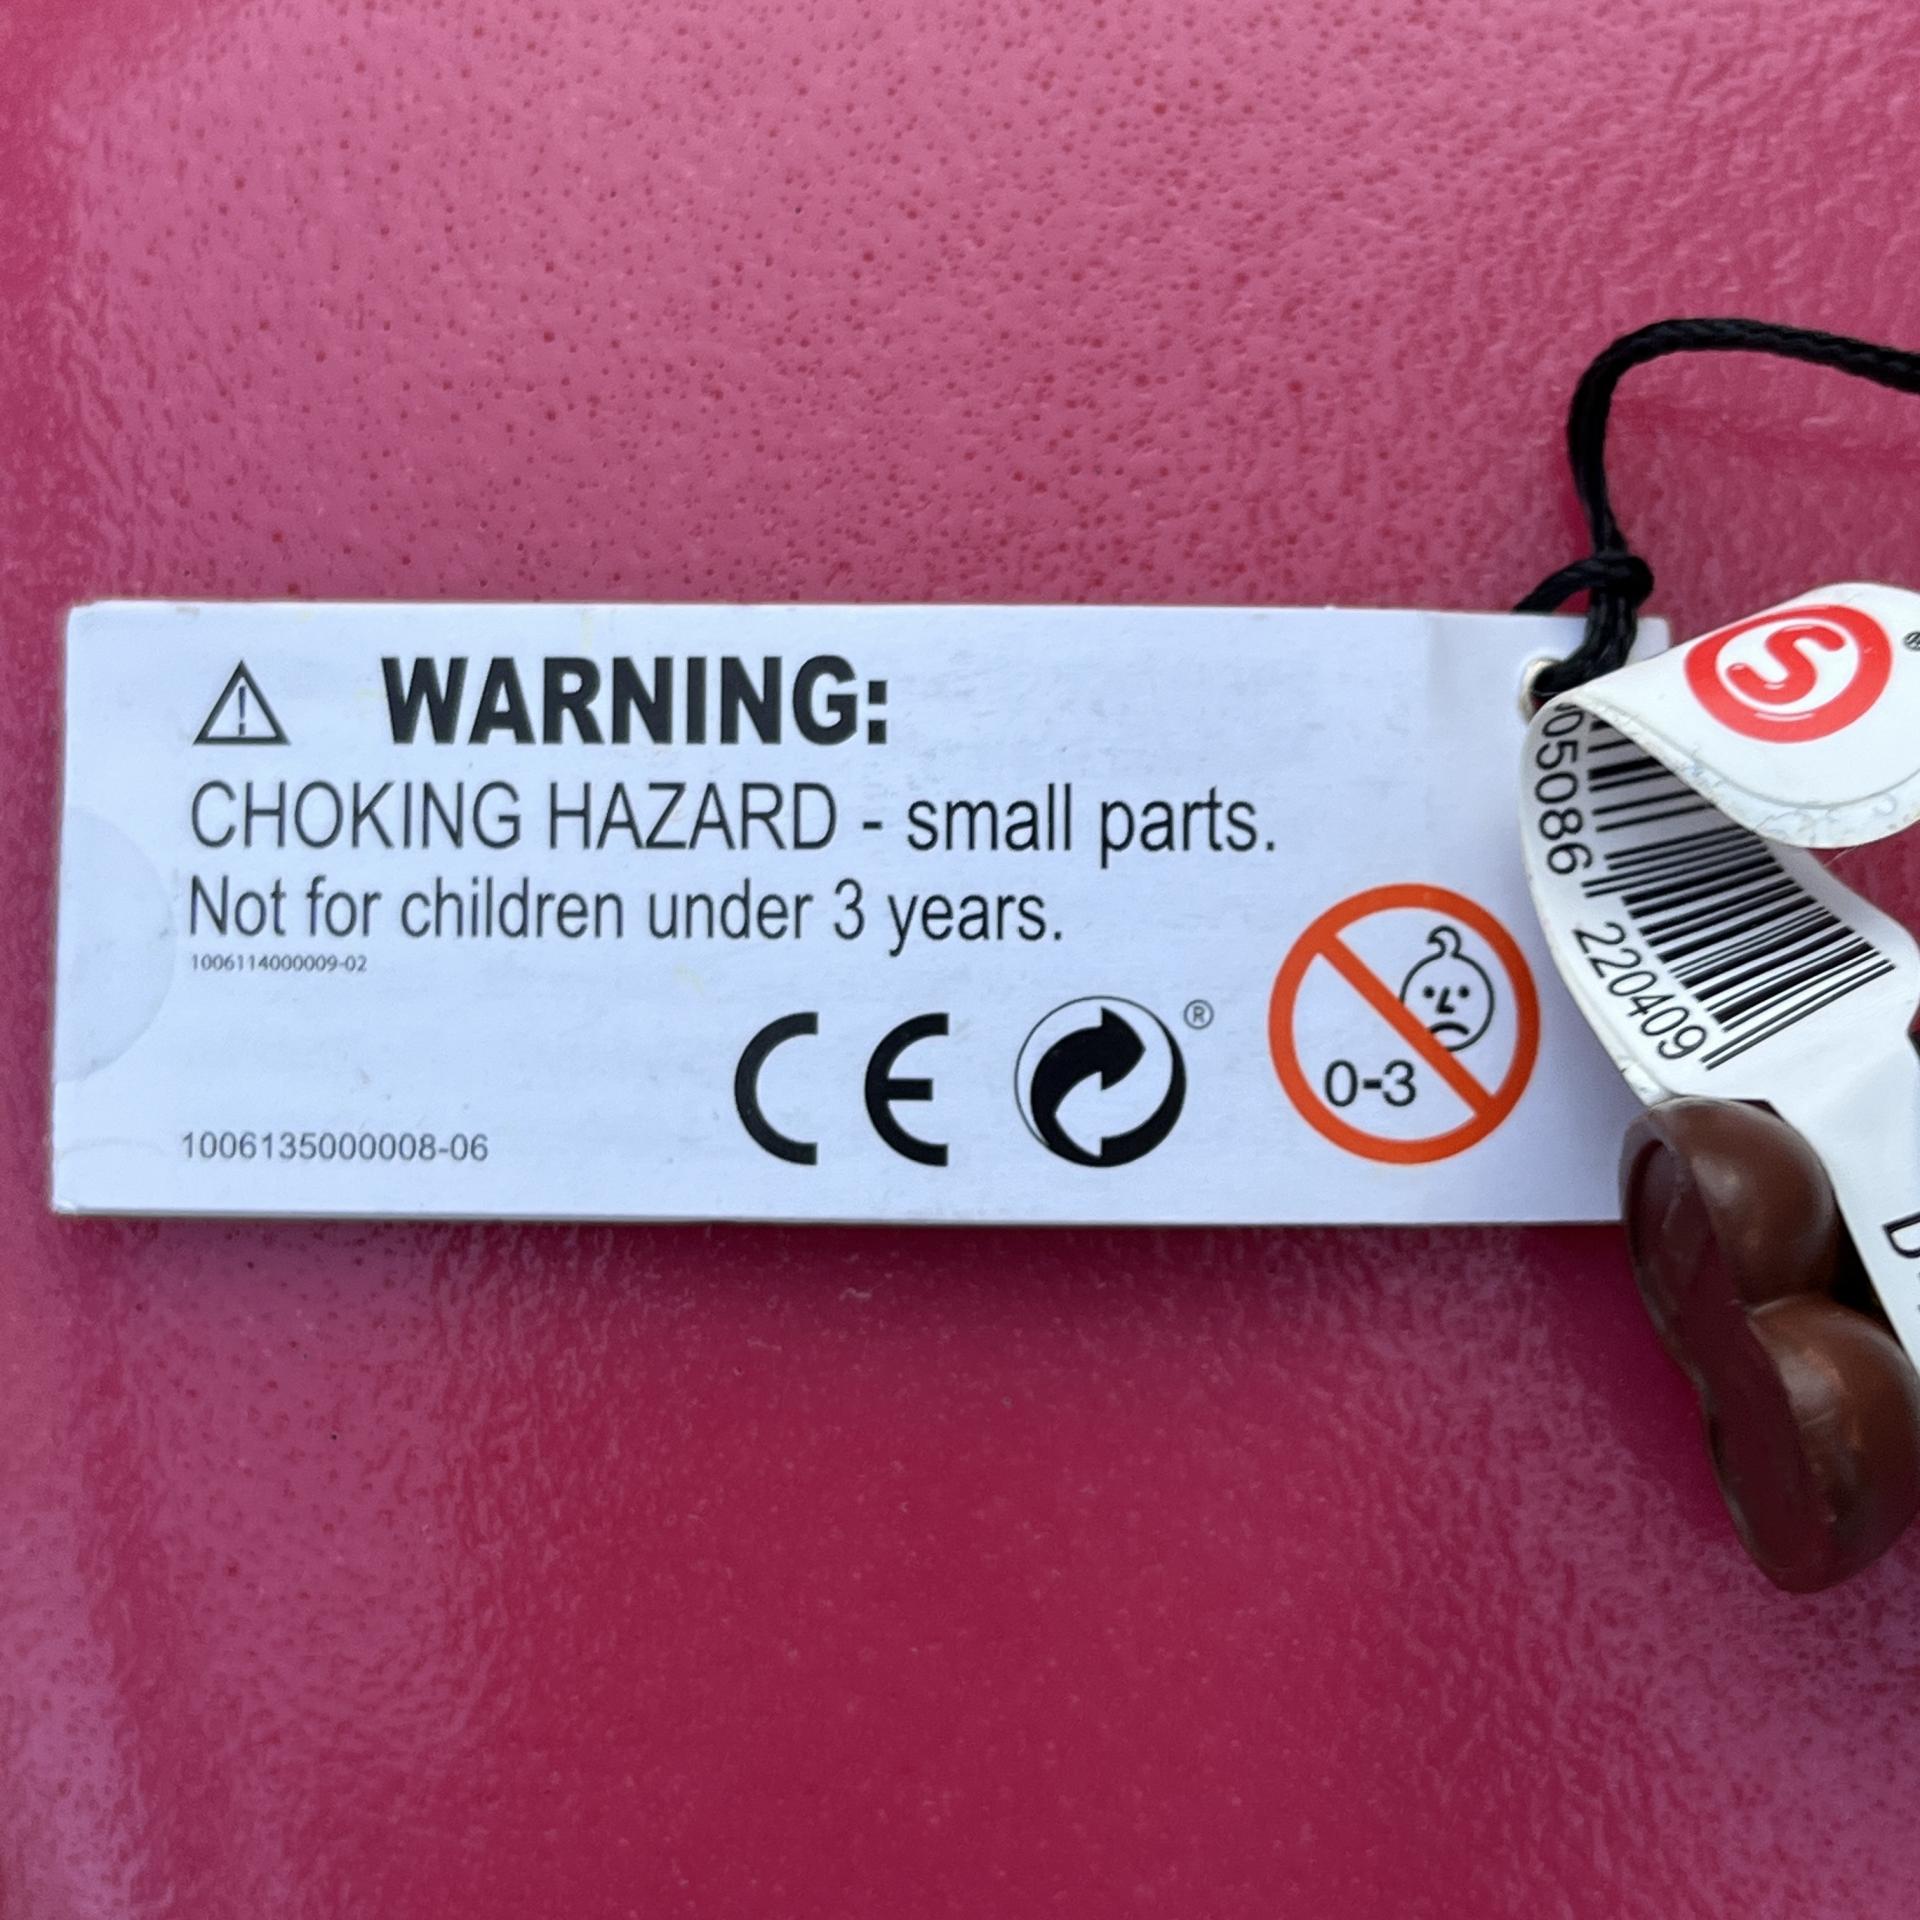 WARNING:
CHOKING HAZARD - small parts.
Not for children under 3 years.
1006114000009-02
CE
®
0-3
1006135000008-06
S
05086
220409